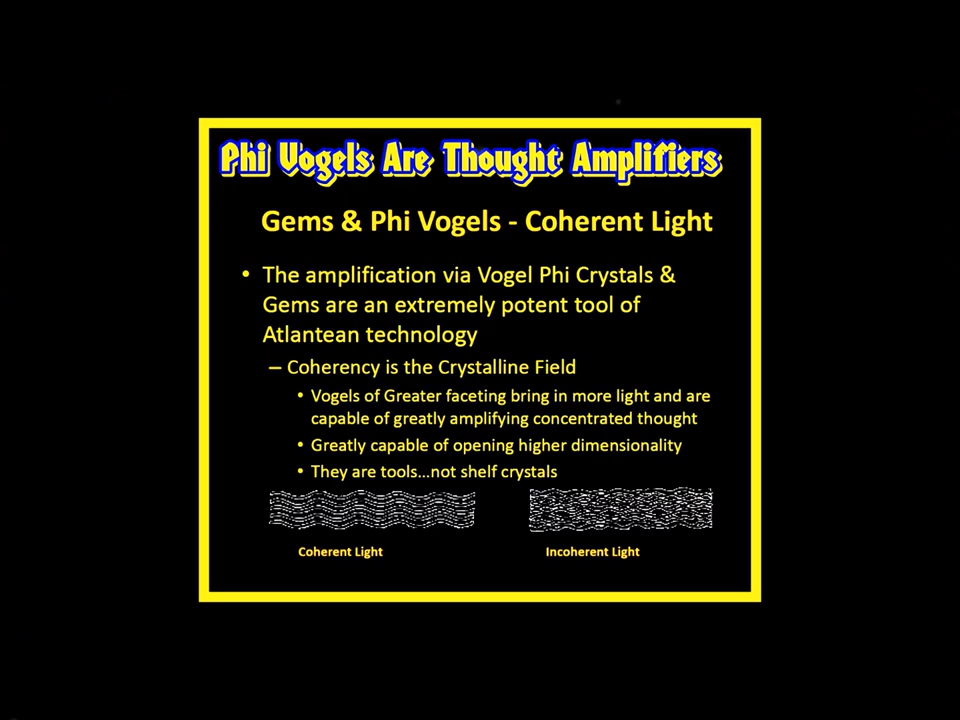 Phi Vogels Are Thought Amplifiers
Gems & Phi Vogels - Coherent Light
• The amplification via Vogel Phi Crystals &
Gems are an extremely potent tool of
Atlantean technology
– Coherency is the Crystalline Field
• Vogels of Greater faceting bring in more light and are
capable of greatly amplifying concentrated thought
• Greatly capable of opening higher dimensionality
• They are tools...not shelf crystals
Coherent Light
Incoherent Light